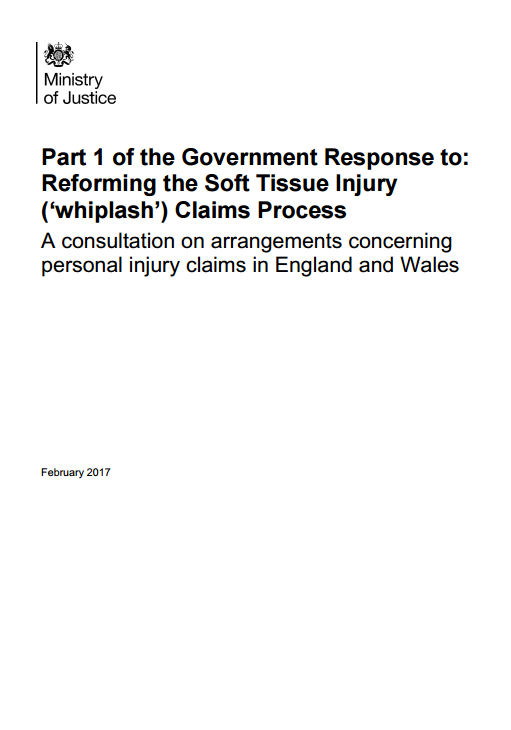 Ministry
of Justice
Part 1 of the Government Response to:
Reforming the Soft Tissue Injury
(‘whiplash’) Claims Process
A consultation on arrangements concerning
personal injury claims in England and Wales
February 2017